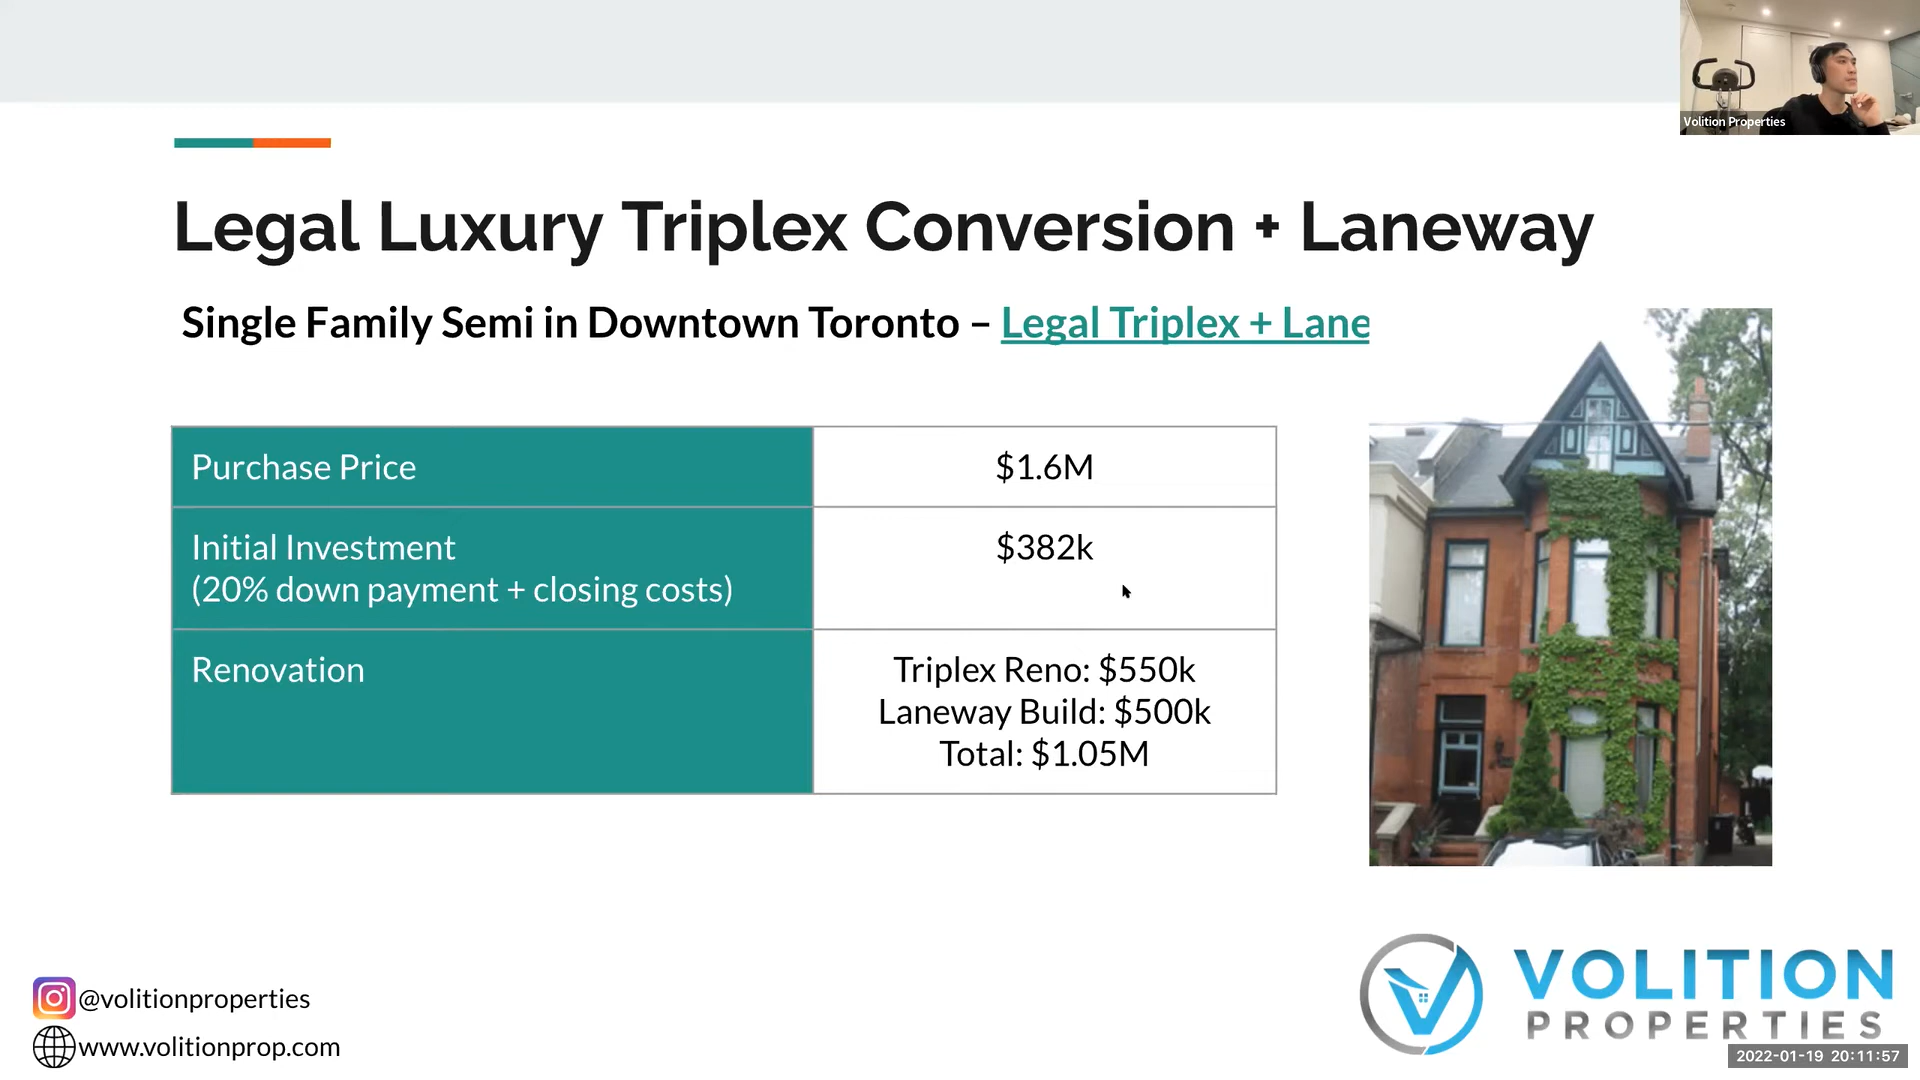 Volition Properties
Legal Luxury Triplex Conversion + Laneway
Single Family Semi in Downtown Toronto – Legal Triplex + Lane
Purchase Price
$1.6M
Initial Investment
(20% down payment + closing costs)
$382k
Renovation
Triplex Reno: $550k
Laneway Build: $500k
Total: $1.05M
@volitionproperties
www.volitionprop.com
VOLITION
PROPERTIES
2022-01-19 20:11:57